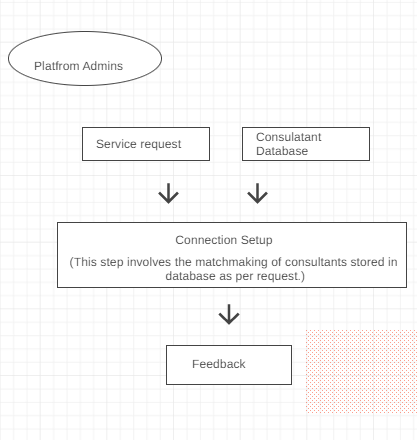 Platfrom Admins
Service request
Consulatant
Database
Connection Setup
(This step involves the matchmaking of consultants stored in
database as per request.)
Feedback